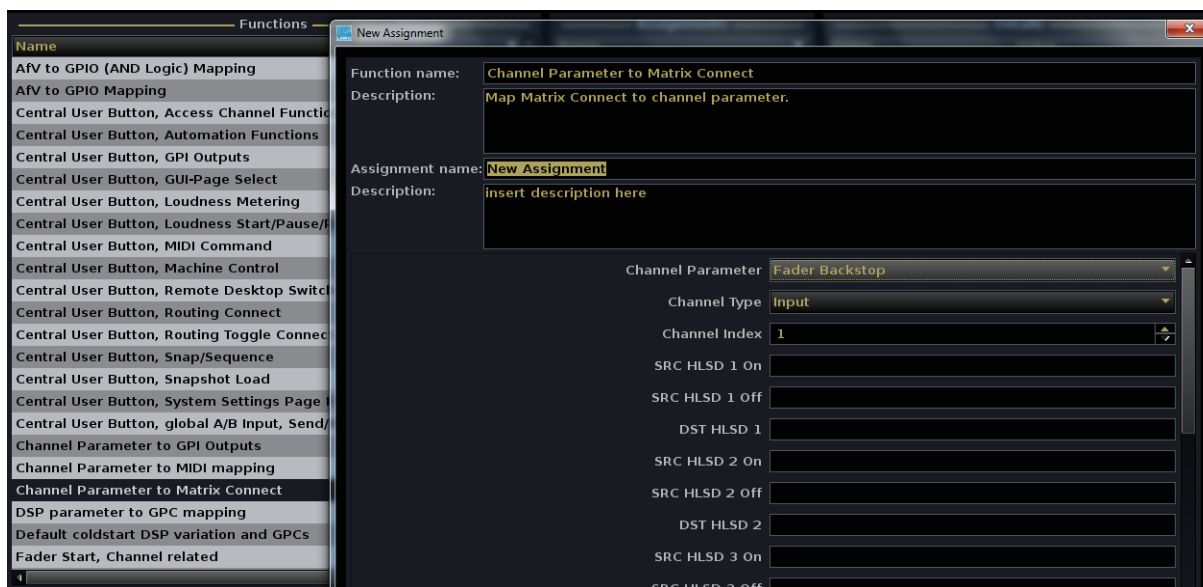 Functions
Name
AfV to GPIO (AND Logic) Mapping
AfV to GPIO Mapping
Central User Button, Access Channel Functio
Central User Button, Automation Functions
Central User Button, GPI Outputs
Central User Button, GUI-Page Select
Central User Button, Loudness Metering
Central User Button, Loudness Start/Pause/
Central User Button, MIDI Command
Central User Button, Machine Control
Central User Button, Remote Desktop Switc
Central User Button, Routing Connect
Central User Button, Routing Toggle Connec
Central User Button, Snap/Sequence
Central User Button, Snapshot Load
Central User Button, System Settings Page
Central User Button, global A/B Input, Send/
Channel Parameter to GPI Outputs
Channel Parameter to MIDI mapping
Channel Parameter to Matrix Connect
DSP parameter to GPC mapping
Default coldstart DSP variation and GPCs
Fader Start, Channel related
New Assignment
Function name: Channel Parameter to Matrix Connect
Description: Map Matrix Connect to channel parameter.
Assignment name: New Assignment
Description: insert description here
Channel Parameter Fader Backstop
Channel Type Input
Channel Index 1
SRC HLSD 1 On
SRC HLSD 1 Off
DST HLSD 1
SRC HLSD 2 On
SRC HLSD 2 Off
DST HLSD 2
SRC HLSD 3 On
SRC HLSD 3 Off